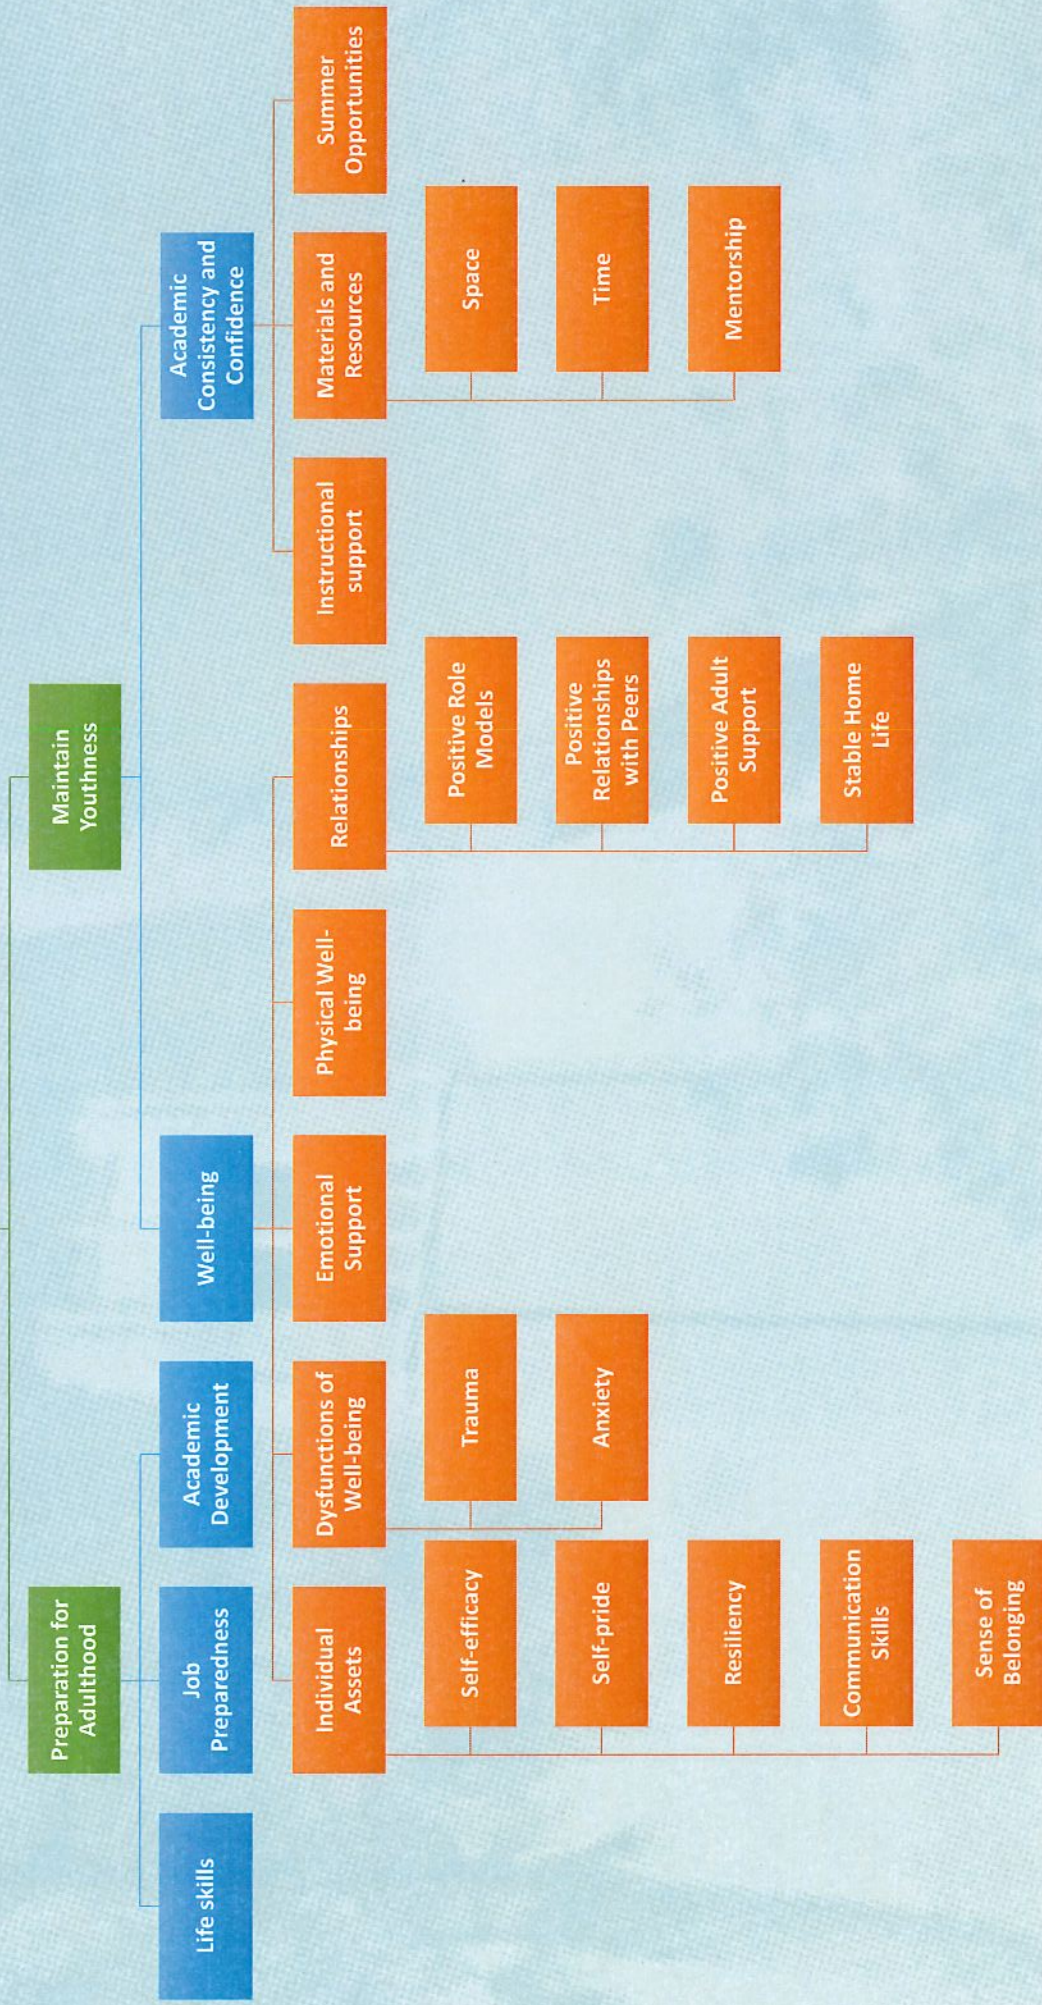 Preparation for
Adulthood
Maintain
Youthness
Life skills
Job
Preparedness
Academic
Development
Well-being
Academic
Consistency and
Confidence
Individual
Assets
Dysfunctions of
Well-being
Emotional
Support
Physical Well-
being
Relationships
Instructional
support
Materials and
Resources
Summer
Opportunities
Self-efficacy
Self-pride
Resiliency
Communication
Skills
Sense of
Belonging
Trauma
Anxiety
Positive Role
Models
Positive
Relationships
with Peers
Positive Adult
Support
Stable Home
Life
Space
Time
Mentorship